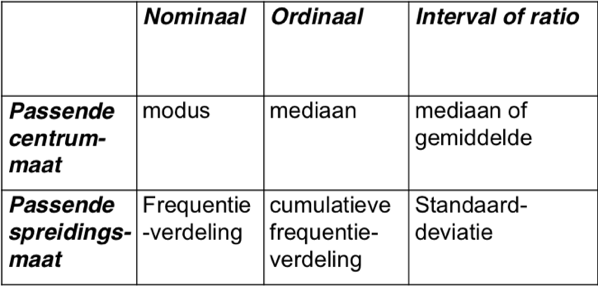 Nominaal Ordinaal Interval of ratio
Passende modus mediaan mediaan of
centrum- gemiddelde
maat
Passende Frequentie cumulatieve Standaard-
spreidings- -verdeling frequentie- deviatie
maat verdeling